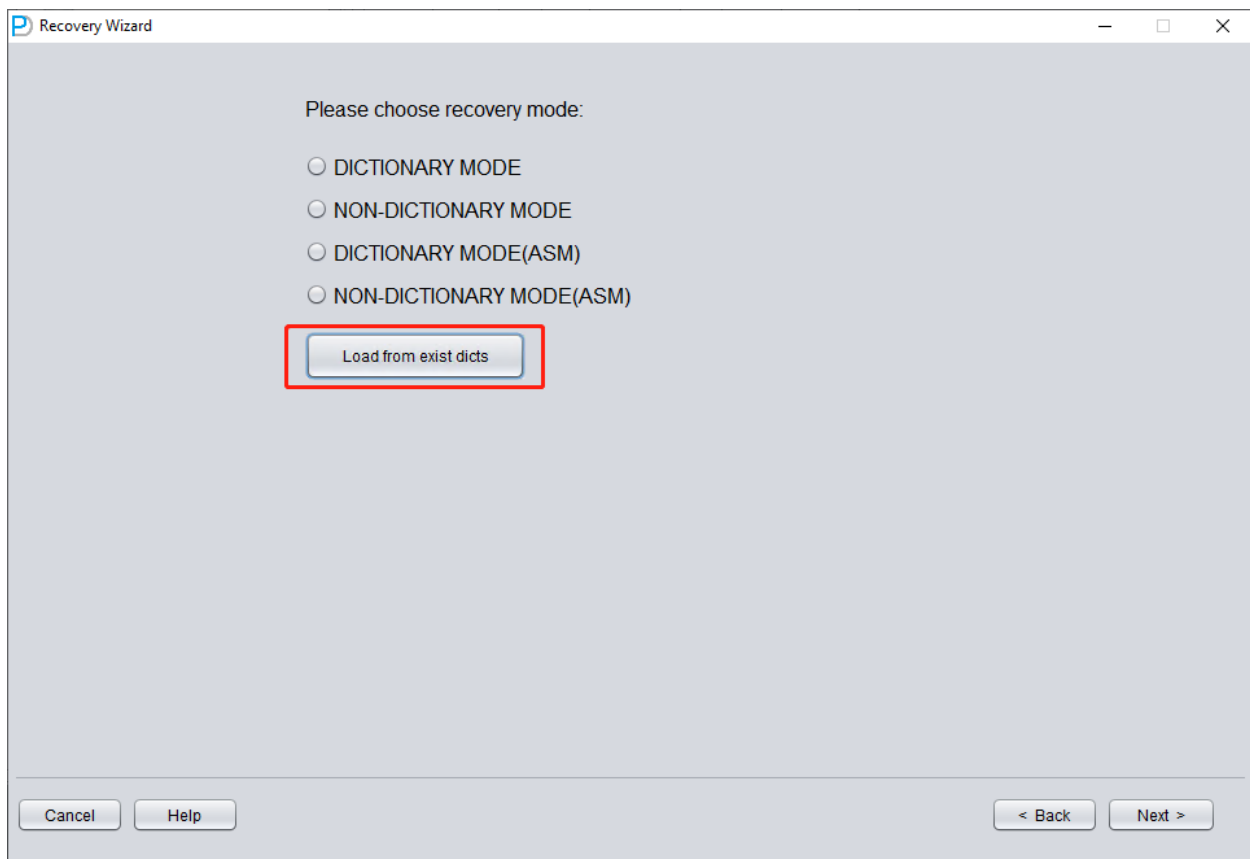 Recovery Wizard
Please choose recovery mode:
DICTIONARY MODE
NON-DICTIONARY MODE
DICTIONARY MODE(ASM)
NON-DICTIONARY MODE(ASM)
Load from exist dicts
Cancel Help < Back Next >